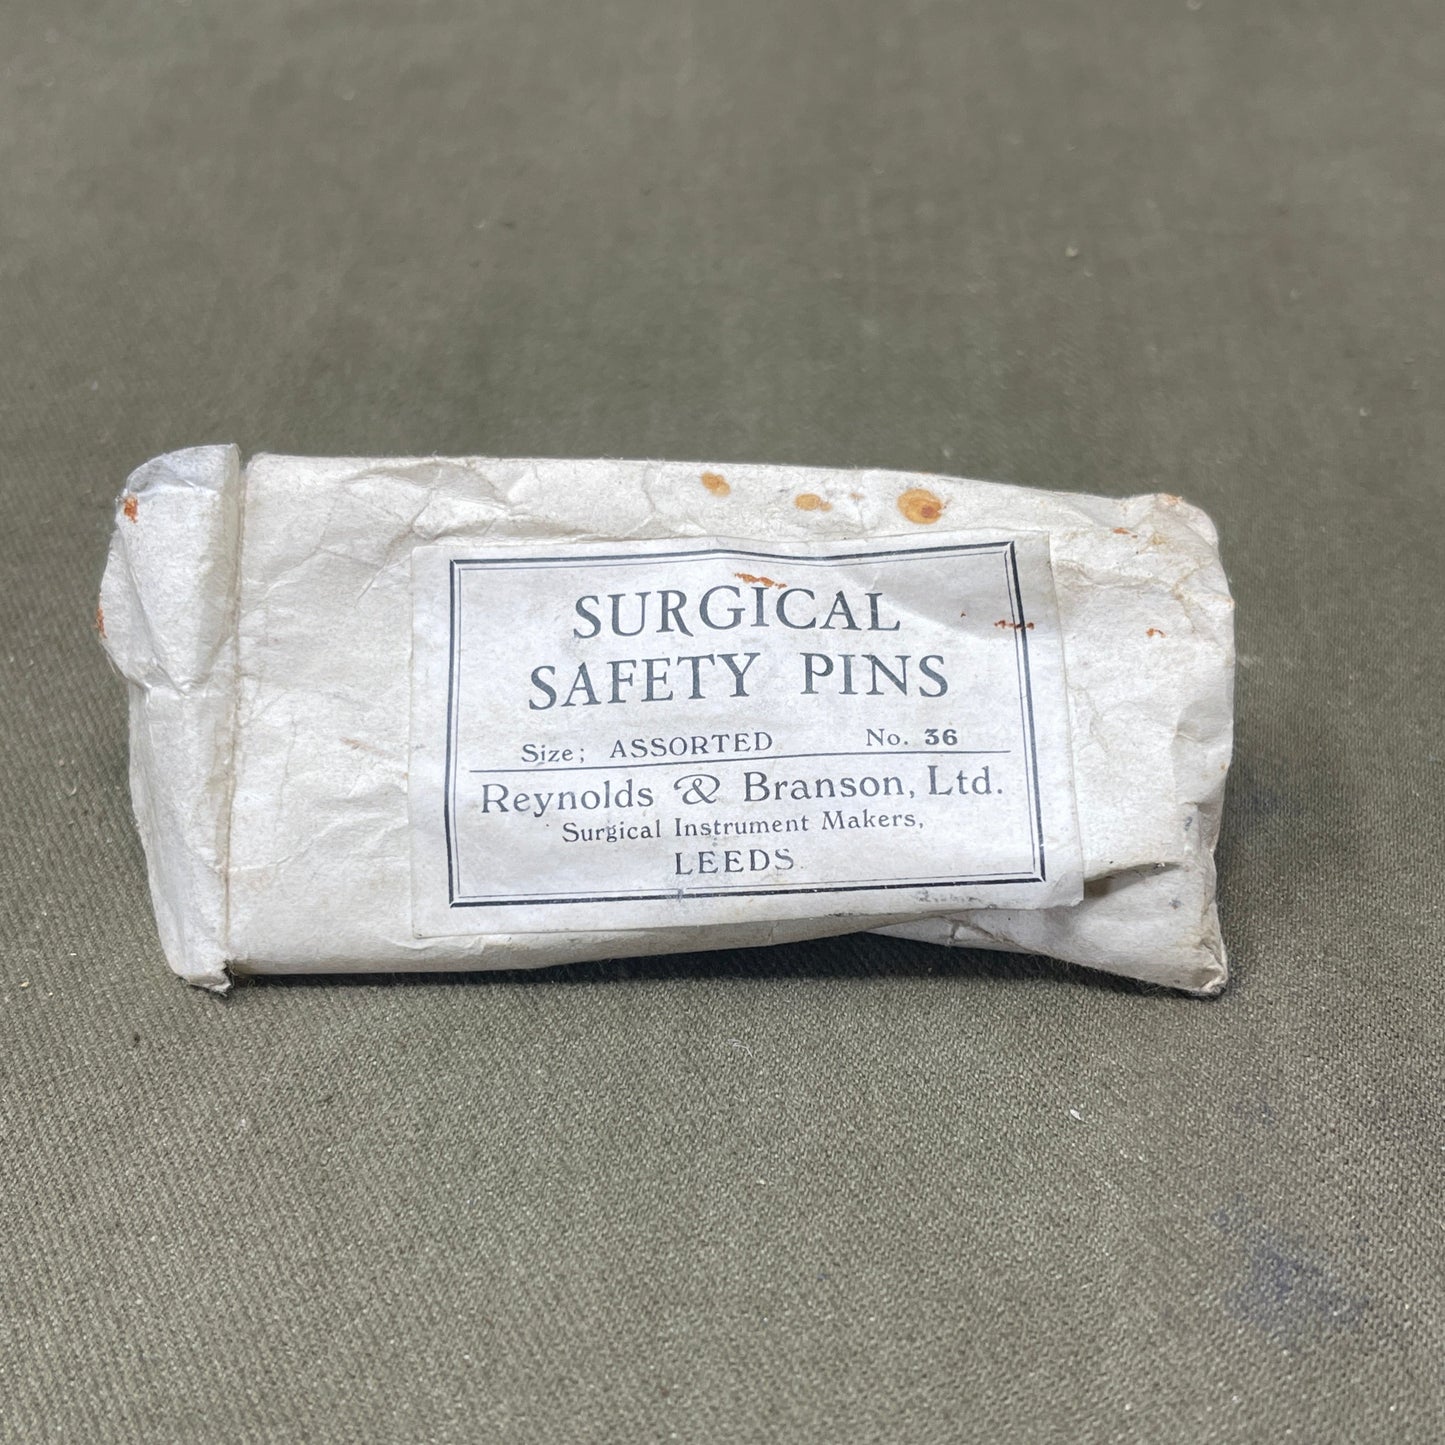 SURGICAL
SAFETY PINS
Size; ASSORTED No. 36
Reynolds & Branson, Ltd.
Surgical Instrument Makers,
LEEDS.